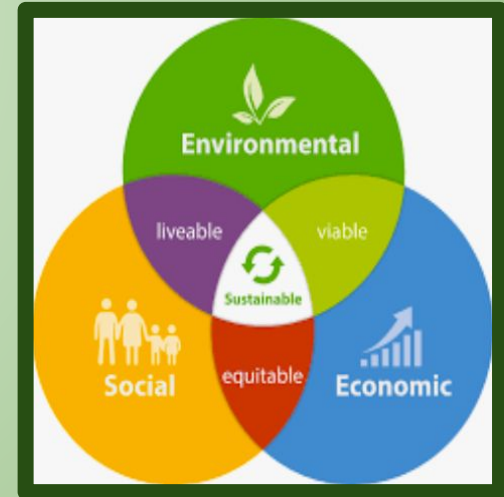 Environmental
liveable
viable
Sustainable
Social
equitable
Economic